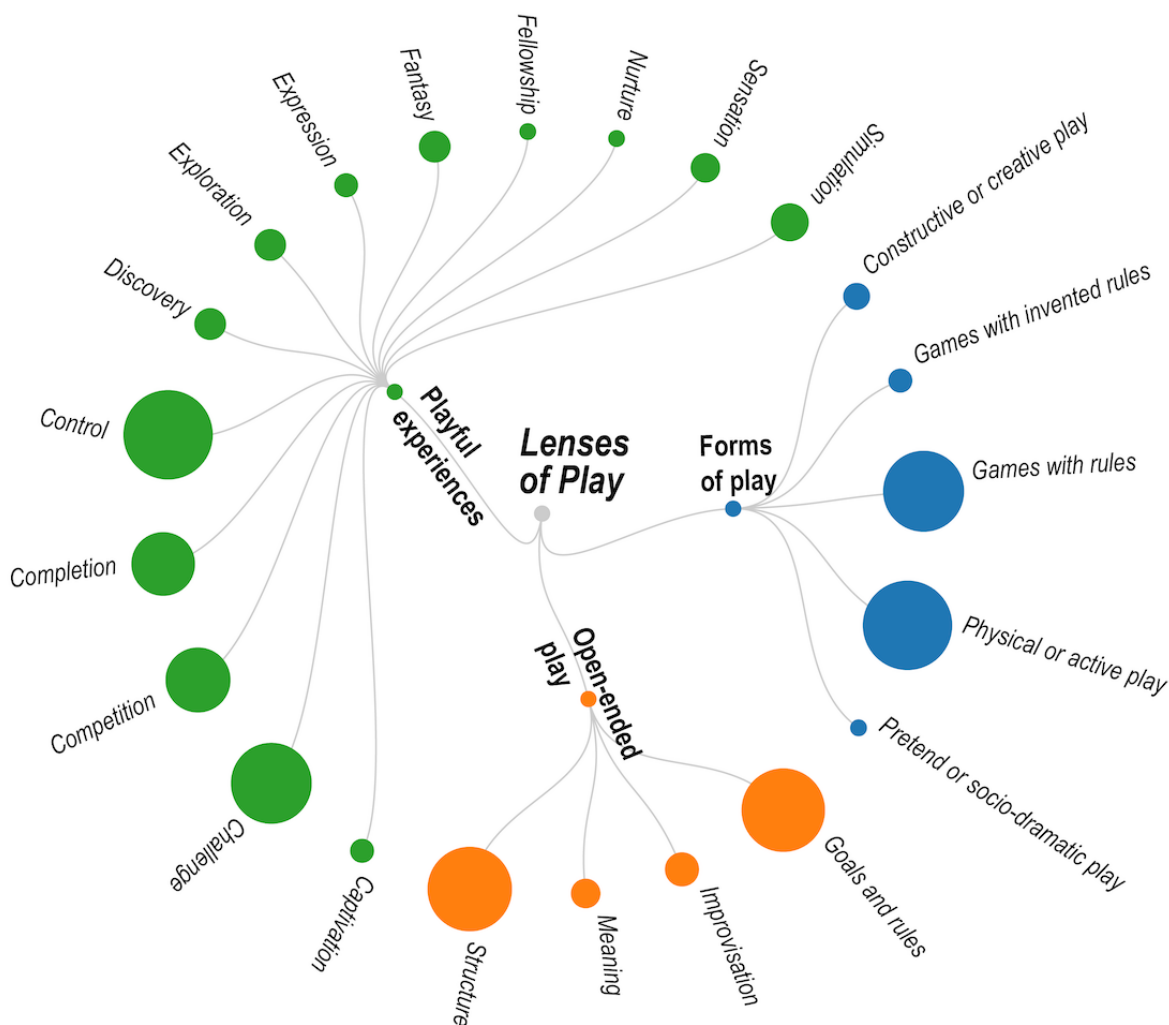 Fellowship
Nurture
Fantasy
Sensation
Expression
Simulation
Exploration
Constructive or creative play
Discovery
Games with invented rules
Control
Playful
experiences
Lenses
of Play
Forms
of play
Games with rules
Completion
Physical or active play
Open-ended
play
Competition
Pretend or socio-dramatic play
Challenge
Goals and rules
Captivation
Improvisation
Meaning
Structure